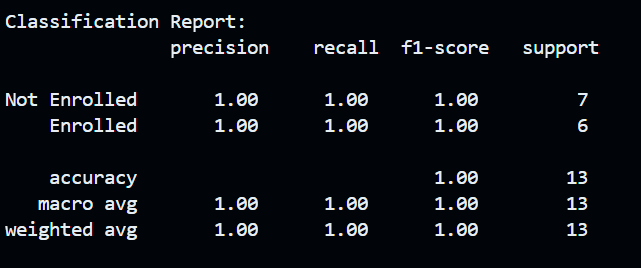 Classification Report:
precision recall f1-score support
Not Enrolled 1.00 1.00 1.00 7
Enrolled 1.00 1.00 1.00 6
accuracy 1.00 13
macro avg 1.00 1.00 1.00 13
weighted avg 1.00 1.00 1.00 13